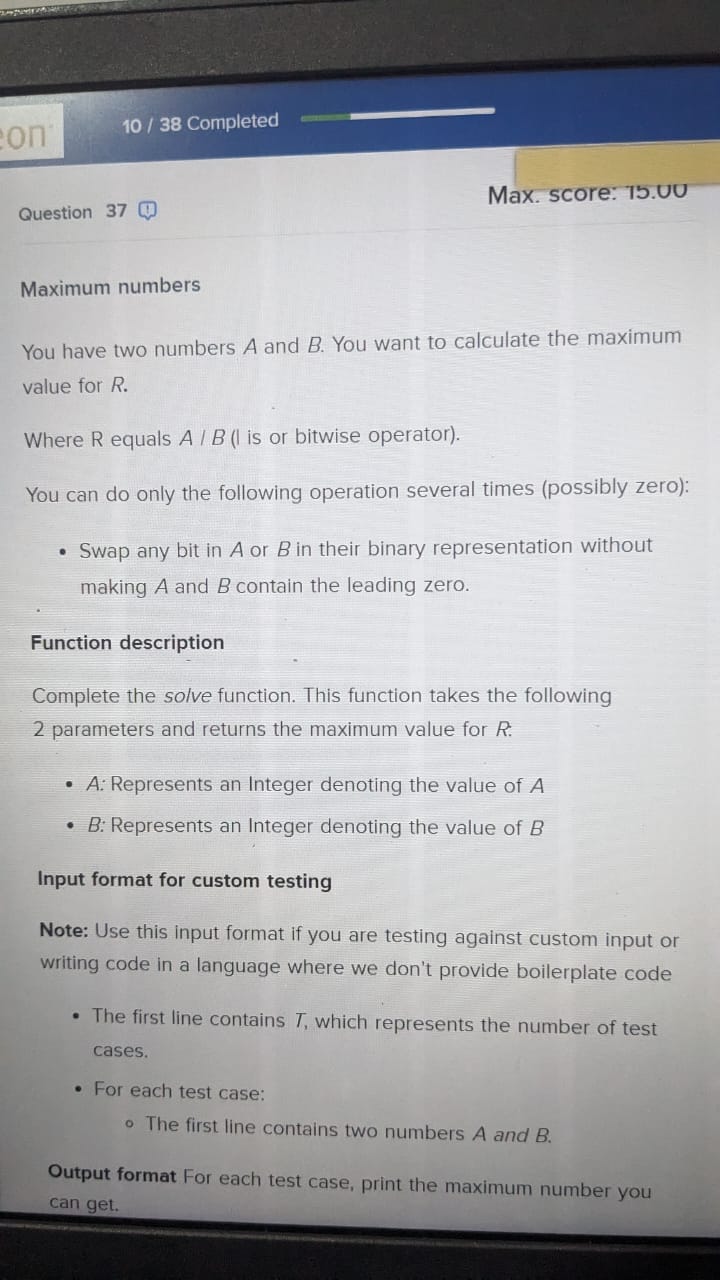 eon
10 / 38 Completed
Max. score: 15.00
Question 37
Maximum numbers
You have two numbers A and B. You want to calculate the maximum
value for R.
Where R equals A | B (| is or bitwise operator).
You can do only the following operation several times (possibly zero):
• Swap any bit in A or B in their binary representation without
making A and B contain the leading zero.
Function description
Complete the solve function. This function takes the following
2 parameters and returns the maximum value for R:
• A: Represents an Integer denoting the value of A
• B: Represents an Integer denoting the value of B
Input format for custom testing
Note: Use this input format if you are testing against custom input or
writing code in a language where we don't provide boilerplate code
• The first line contains T, which represents the number of test
cases.
• For each test case:
o The first line contains two numbers A and B.
Output format For each test case, print the maximum number you
can get.